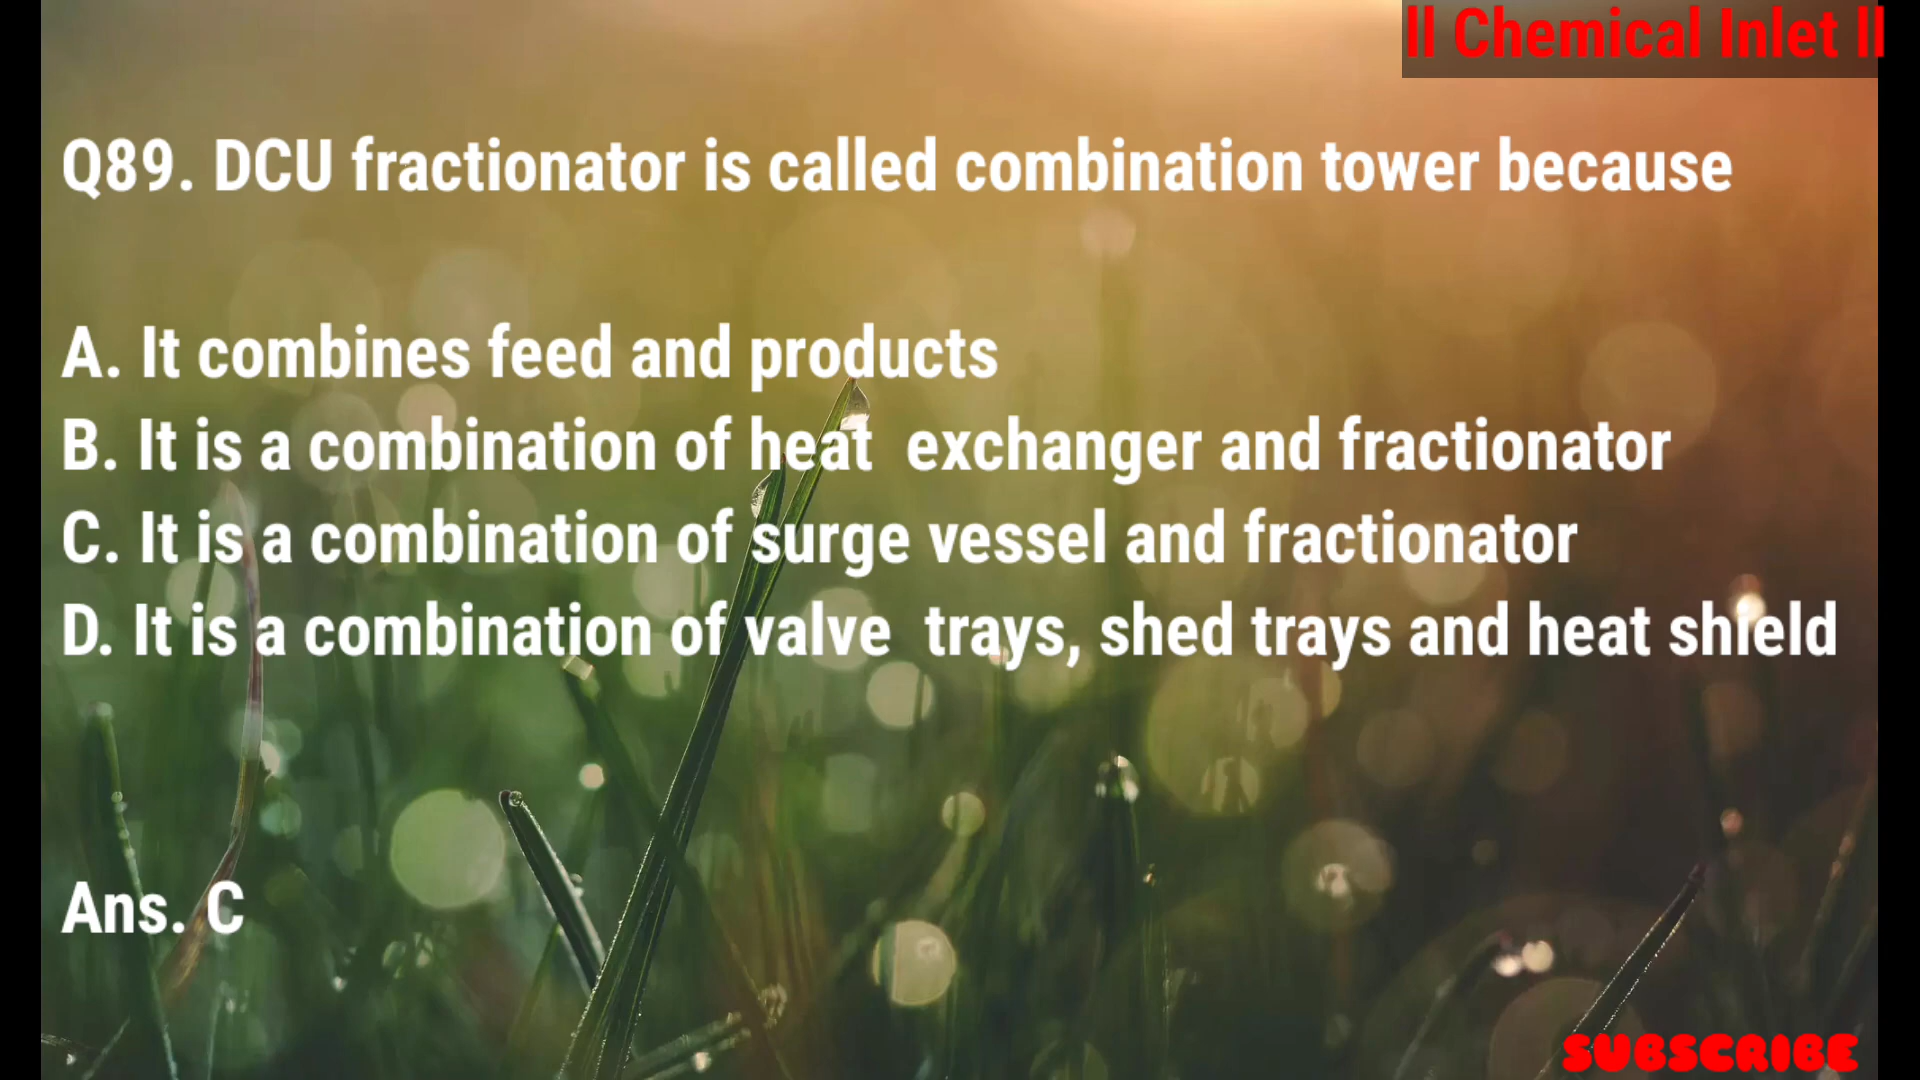 ll Chemical Inlet ll
Q89. DCU fractionator is called combination tower because
A. It combines feed and products
B. It is a combination of heat exchanger and fractionator
C. It is a combination of surge vessel and fractionator
D. It is a combination of valve trays, shed trays and heat shield
Ans. C
SUBSCRIBE